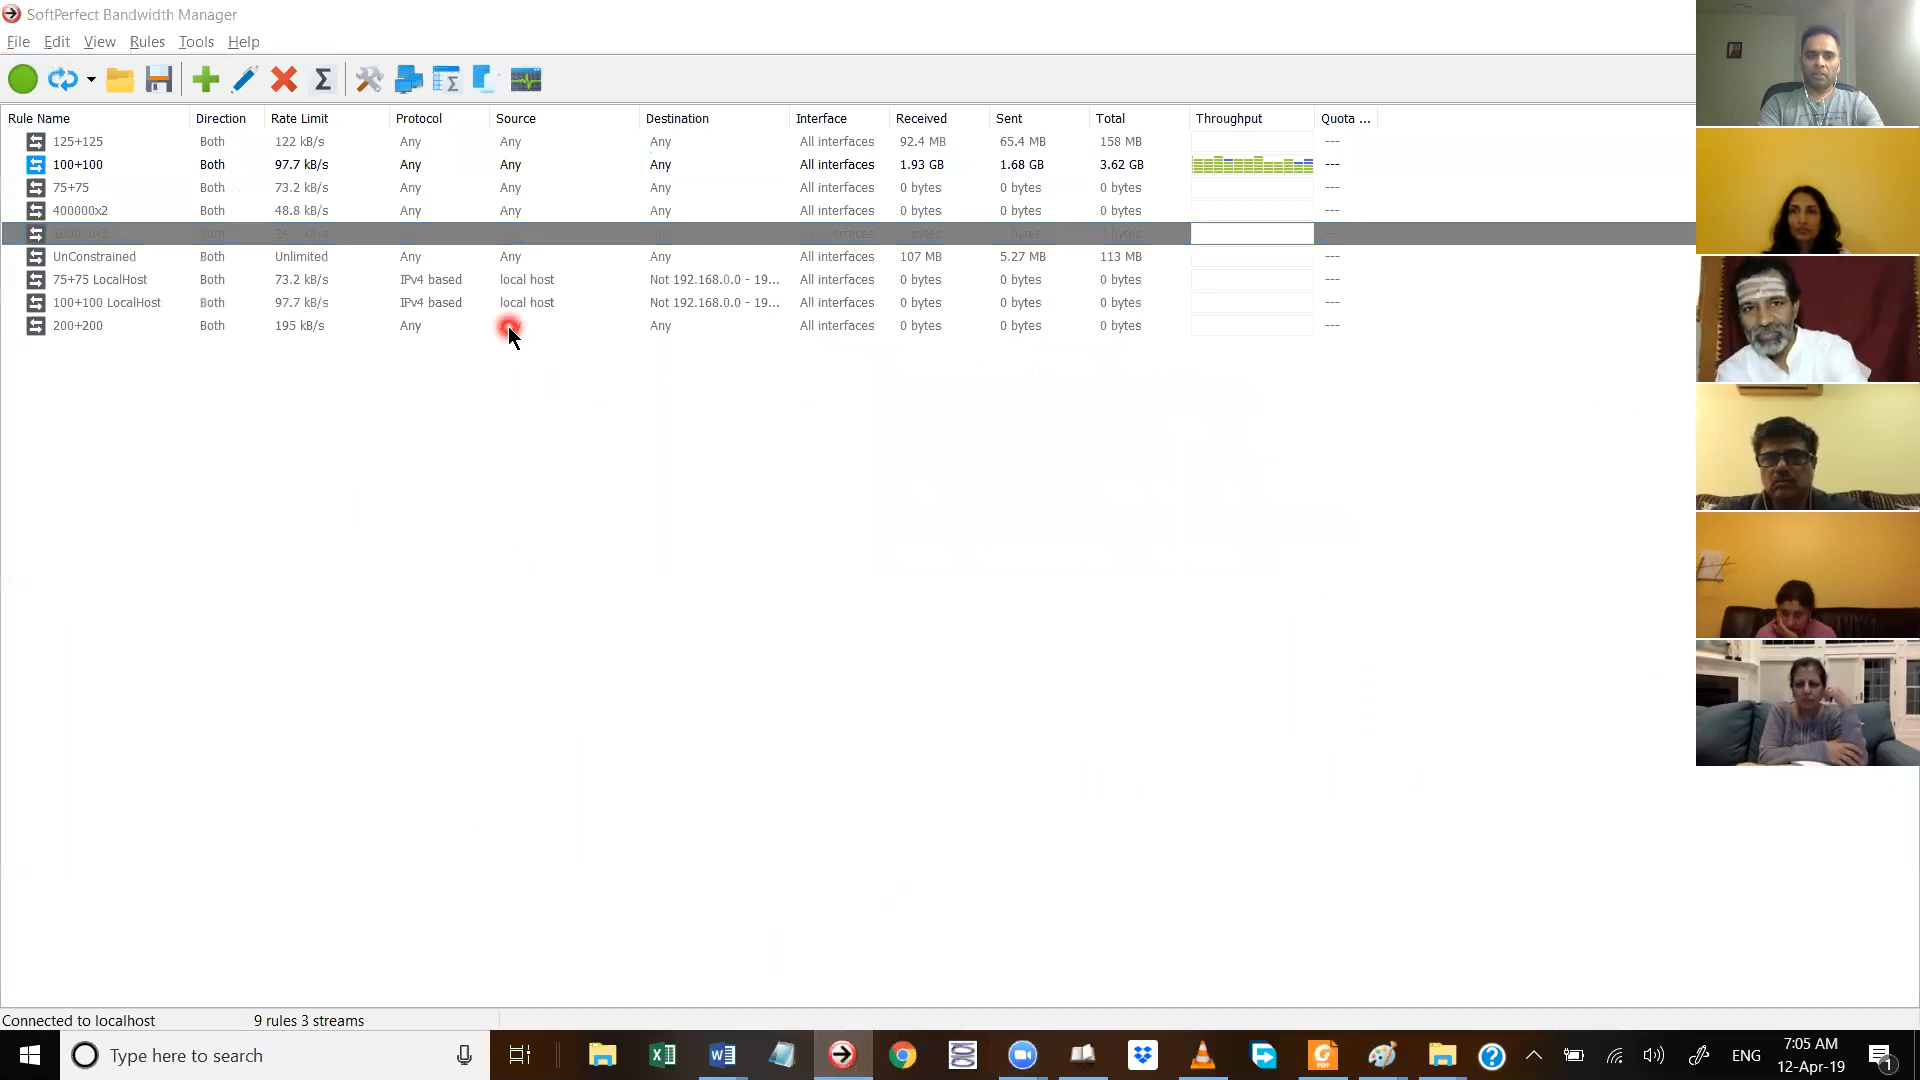 SoftPerfect Bandwidth Manager
File Edit View Rules Tools Help
Rule Name Direction Rate Limit Protocol Source Destination Interface Received Sent Total Throughput Quota ...
125+125 Both 122 kB/s Any Any Any All interfaces 92.4 MB 65.4 MB 158 MB ---
100+100 Both 97.7 kB/s Any Any Any All interfaces 1.93 GB 1.68 GB 3.62 GB ---
75+75 Both 73.2 kB/s Any Any Any All interfaces 0 bytes 0 bytes 0 bytes ---
400000x2 Both 48.8 kB/s Any Any Any All interfaces 0 bytes 0 bytes 0 bytes ---
Both kB/s All interfaces bytes bytes bytes ---
UnConstrained Both Unlimited Any Any Any All interfaces 107 MB 5.27 MB 113 MB ---
75+75 LocalHost Both 73.2 kB/s IPv4 based local host Not 192.168.0.0 - 19... All interfaces 0 bytes 0 bytes 0 bytes ---
100+100 LocalHost Both 97.7 kB/s IPv4 based local host Not 192.168.0.0 - 19... All interfaces 0 bytes 0 bytes 0 bytes ---
200+200 Both 195 kB/s Any Any All interfaces 0 bytes 0 bytes 0 bytes ---
Connected to localhost 9 rules 3 streams
Type here to search ENG 7:05 AM
12-Apr-19 1